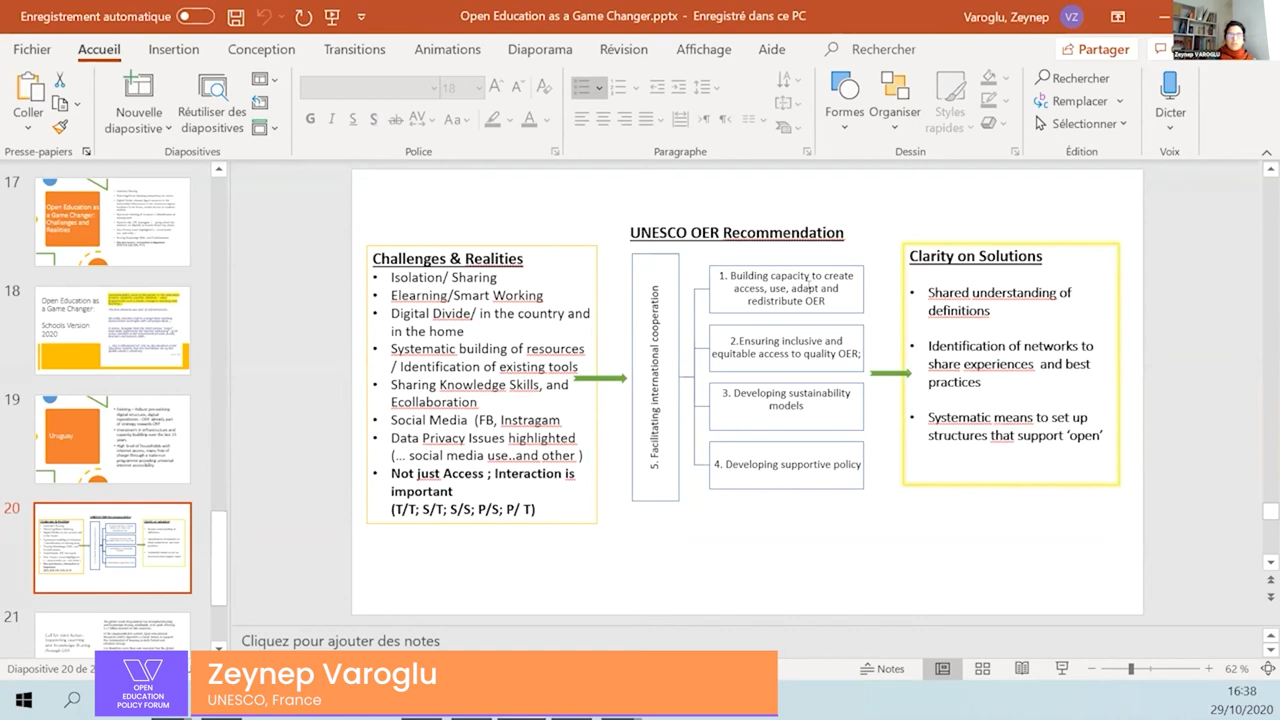 Enregistrement automatique
Open Education as a Game Changer.pptx - Enregistré dans ce PC
Varoglu, Zeynep
VZ
Fichier
Accueil
Insertion
Conception
Transitions
Animations
Diaporama
Révision
Affichage
Aide
Rechercher
Partager
Zeynep VAROGLU
Coller
Nouvelle
diapositive
Réutiliser des
diapositives
Formes
Organiser
Styles
rapides
Rechercher
Remplacer
Sélectionner
Dicter
Presse-papiers
Diapositives
Police
Paragraphe
Dessin
Édition
Voix
17
Open Education as
a Game Changer:
Challenges and
Realities
18
Open Education as
a Game Changer:
Schools Version
2020
19
Uruguay
20
21
UNESCO OER Recommendation
Challenges & Realities
• Isolation/ Sharing
• Elearning/Smart Working
• Digital Divide/ in the country and
in the home
• Systematic building of resources
/ Identification of existing tools
• Sharing Knowledge Skills, and
Ecollaboration
• Social Media (FB, Instragam
• Data Privacy Issues highlighted
(... social media use..and other )
• Not just Access ; Interaction is
important
(T/T; S/T; S/S; P/S; P/ T)
5. Facilitating international cooperation
1. Building capacity to create
access, use, adapt and
redistribute OER
2.Ensuring inclusive and
equitable access to quality OER;
3. Developing sustainability
models
4. Developing supportive policy
Clarity on Solutions
• Shared understanding of
definitions
• Identification of networks to
share experiences and best
practices
• Systematic means to set up
structures that support ‘open’
Cliquez pour ajouter des notes
Diapositive 20 de 2
Notes
62 %
OPEN
EDUCATION
POLICY FORUM
Zeynep Varoglu
UNESCO, France
16:38
29/10/2020